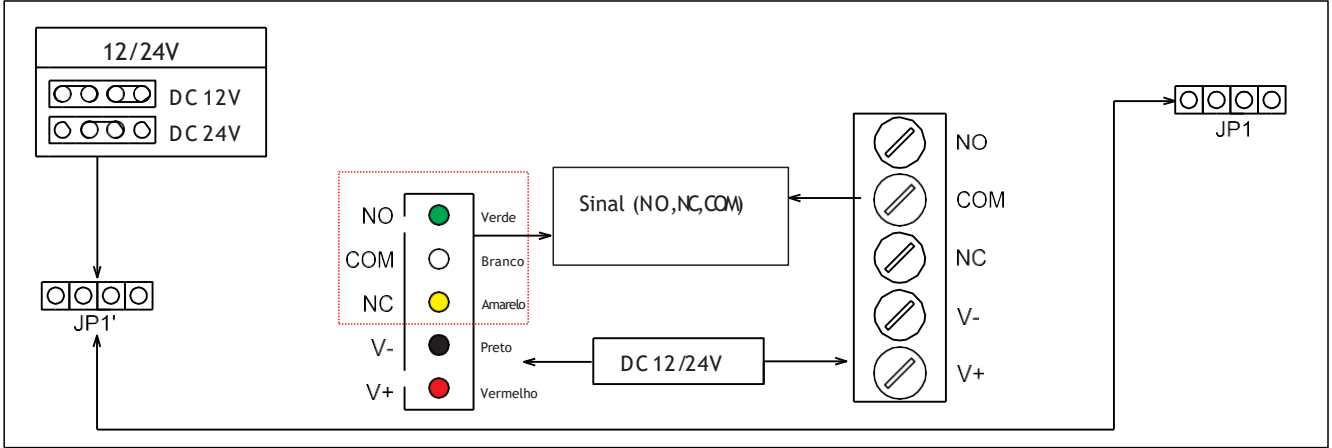 12/24V
DC 12V
DC 24V
JP1'
NO
Verde
COM
Branco
NC
Amarelo
V-
Preto
V+
Vermelho
Sinal (NO,NC,COM)
DC 12/24V
NO
COM
NC
V-
V+
JP1